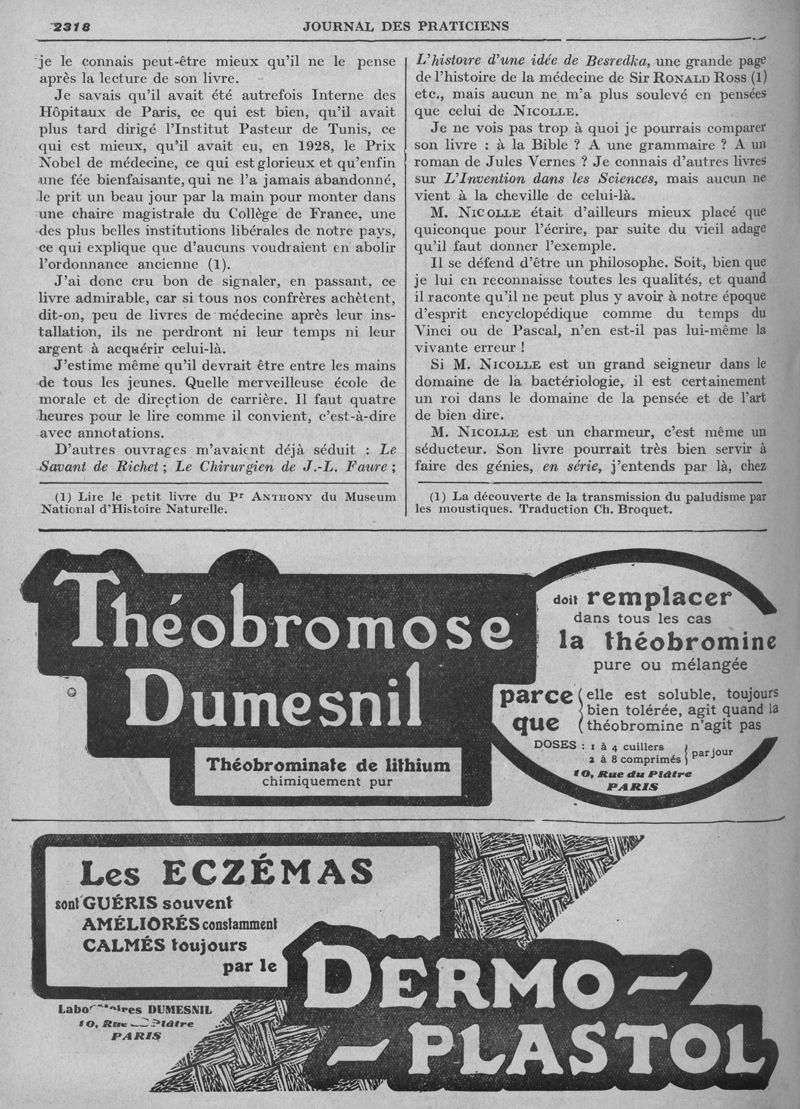 2318
JOURNAL DES PRATICIENS
je le connais peut-être mieux qu'il ne le pense
après la lecture de son livre.
Je savais qu'il avait été autrefois Interne des
Hôpitaux de Paris, ce qui est bien, qu'il avait
plus tard dirigé l'Institut Pasteur de Tunis, ce
qui est mieux, qu'il avait eu, en 1928, le Prix
Nobel de médecine, ce qui est glorieux et qu'enfin
une fée bienfaisante, qui ne l'a jamais abandonné,
le prit un beau jour par la main pour monter dans
une chaire magistrale du Collège de France, une
des plus belles institutions libérales de notre pays,
ce qui explique que d'aucuns voudraient en abolir
l'ordonnance ancienne (1).
J'ai donc cru bon de signaler, en passant, ce
livre admirable, car si tous nos confrères achètent,
dit-on, peu de livres de médecine après leur ins-
tallation, ils ne perdront ni leur temps ni leur
argent à acquérir celui-là.
J'estime même qu'il devrait être entre les mains
de tous les jeunes. Quelle merveilleuse école de
morale et de direction de carrière. Il faut quatre
heures pour le lire comme il convient, c'est-à-dire
avec annotations.
D'autres ouvrages m'avaient déjà séduit : Le
Savant de Richet ; Le Chirurgien de J.-L. Faure ;
(1) Lire le petit livre du Pr ANTHONY du Museum
National d'Histoire Naturelle.
L'histoire d'une idée de Besredka, une grande page
de l'histoire de la médecine de Sir RONALD ROSS (1)
etc., mais aucun ne m'a plus soulevé en pensées
que celui de NICOLLE.
Je ne vois pas trop à quoi je pourrais comparer
son livre : à la Bible ? A une grammaire ? A un
roman de Jules Vernes ? Je connais d'autres livres
sur L'Invention dans les Sciences, mais aucun ne
vient à la cheville de celui-là.
M. NICOLLE était d'ailleurs mieux placé que
quiconque pour l'écrire, par suite du vieil adage
qu'il faut donner l'exemple.
Il se défend d'être un philosophe. Soit, bien que
je lui en reconnaisse toutes les qualités, et quand
il raconte qu'il ne peut plus y avoir à notre époque
d'esprit encyclopédique comme du temps du
Vinci ou de Pascal, n'en est-il pas lui-même la
vivante erreur !
Si M. NICOLLE est un grand seigneur dans le
domaine de la bactériologie, il est certainement
un roi dans le domaine de la pensée et de l'art
de bien dire.
M. NICOLLE est un charmeur, c'est même un
séducteur. Son livre pourrait très bien servir à
faire des génies, en série, j'entends par là, chez
(1) La découverte de la transmission du paludisme par
les moustiques. Traduction Ch. Broquet.
Théobromose
Dumesnil
Théobrominate de lithium
chimiquement pur
doit remplacer
dans tous les cas
la théobromine
pure ou mélangée
parce que
elle est soluble, toujours
bien tolérée, agit quand la
théobromine n'agit pas
DOSES : 1 à 4 cuillers
2 à 8 comprimés
par jour
10, Rue du Plâtre
PARIS
Les ECZÉMAS
sont GUÉRIS souvent
AMÉLIORÉS constamment
CALMÉS toujours
par le
DERMO-
-PLASTOL
Laboratoires DUMESNIL
10, Rue Plâtre
PARIS